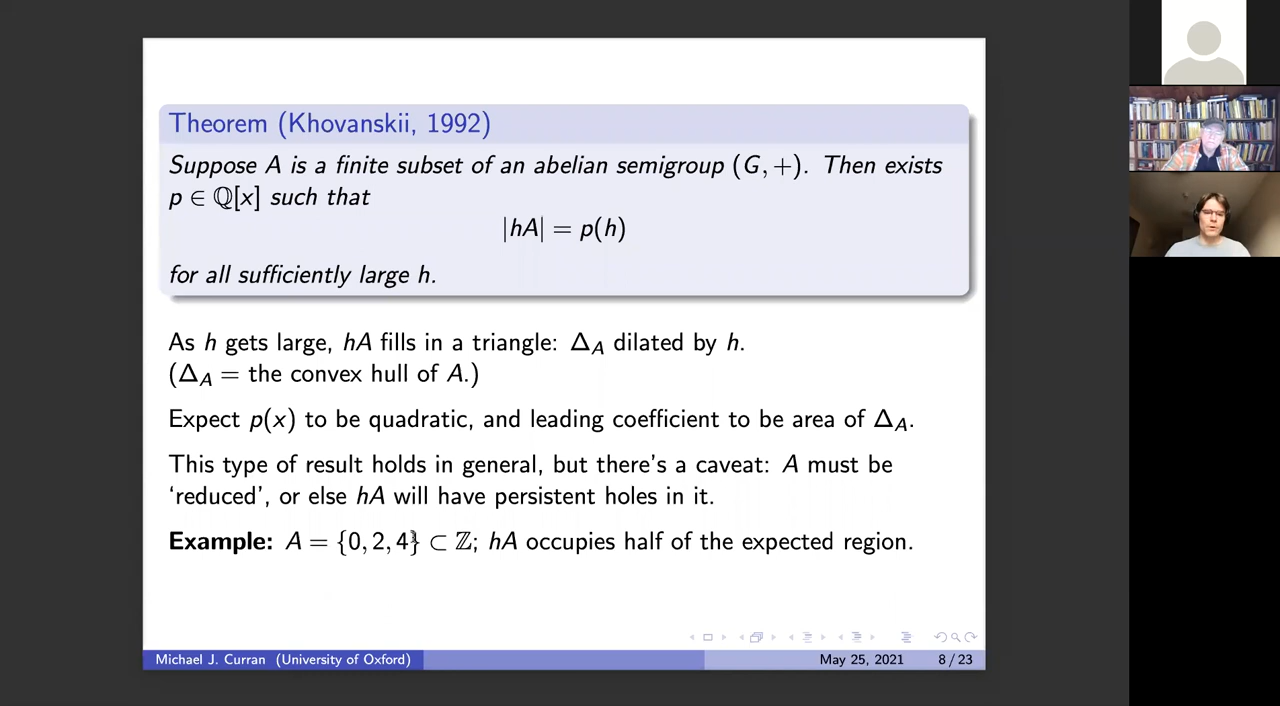 Theorem (Khovanskii, 1992)
Suppose A is a finite subset of an abelian semigroup (G, +). Then exists
p ∈ ℚ[x] such that
|hA| = p(h)
for all sufficiently large h.
As h gets large, hA fills in a triangle: Δ_A dilated by h.
(Δ_A = the convex hull of A.)
Expect p(x) to be quadratic, and leading coefficient to be area of Δ_A.
This type of result holds in general, but there's a caveat: A must be
‘reduced’, or else hA will have persistent holes in it.
Example: A = {0, 2, 4} ⊂ ℤ; hA occupies half of the expected region.
Michael J. Curran (University of Oxford) May 25, 2021 8 / 23